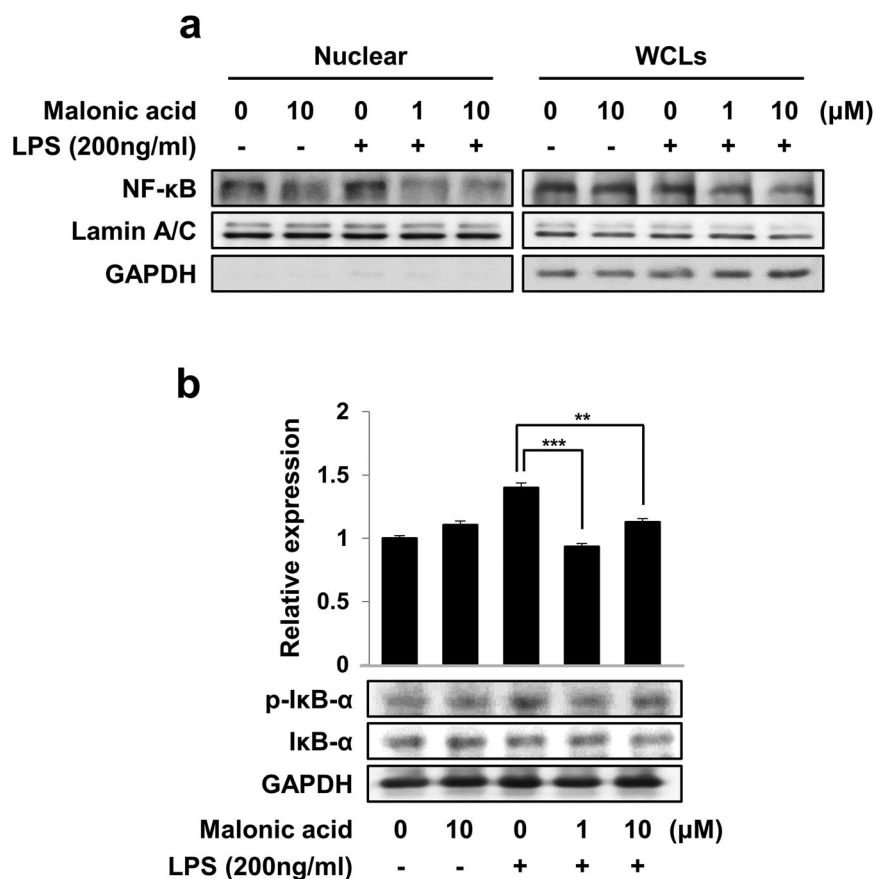 a
Nuclear WCLs
Malonic acid 0 10 0 1 10 0 10 0 1 10 (µM)
LPS (200ng/ml) - - + + + - - + + +
NF-κB
Lamin A/C
GAPDH
b
Relative expression
2
1.5
1
0.5
0
**
***
p-IκB-α
IκB-α
GAPDH
Malonic acid 0 10 0 1 10 (µM)
LPS (200ng/ml) - - + + +